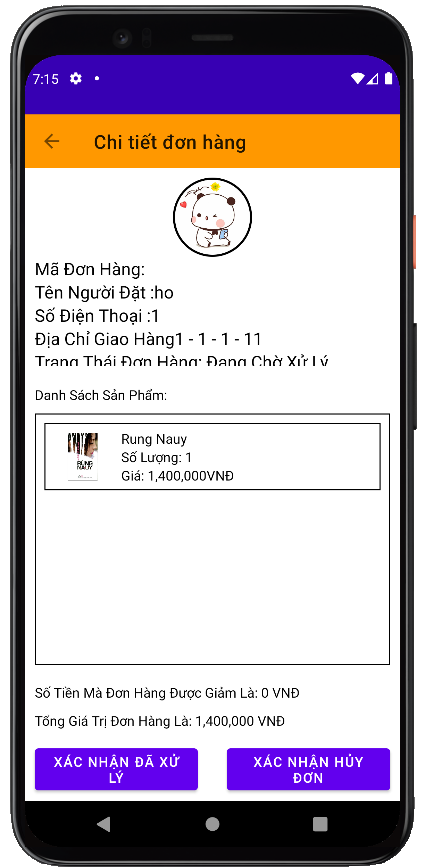 7:15
Chi tiết đơn hàng
Mã Đơn Hàng:
Tên Người Đặt :ho
Số Điện Thoại :1
Địa Chỉ Giao Hàng1 - 1 - 1 - 11
Trạng Thái Đơn Hàng: Đang Chờ Xử Lý
Danh Sách Sản Phẩm:
RỪNG
NAUY
Rung Nauy
Số Lượng: 1
Giá: 1,400,000VNĐ
Số Tiền Mà Đơn Hàng Được Giảm Là: 0 VNĐ
Tổng Giá Trị Đơn Hàng Là: 1,400,000 VNĐ
XÁC NHẬN ĐÃ XỬ
LÝ
XÁC NHẬN HỦY
ĐƠN